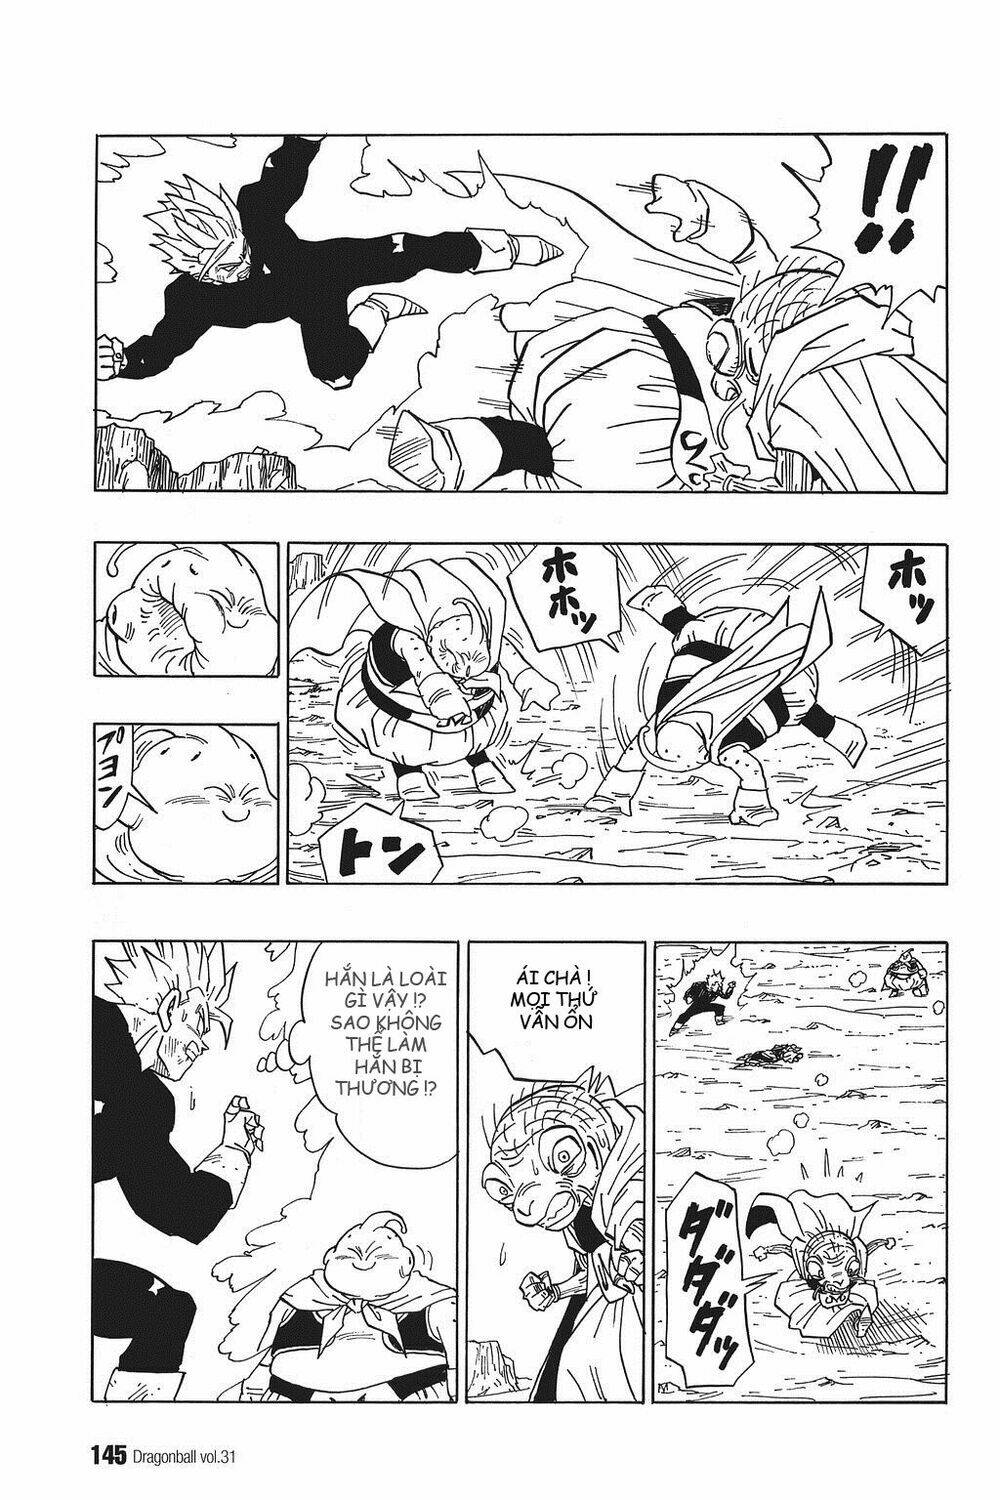 !!
ホッ
ホホッ
トン
プヨン
ダダダダッ
ÁI CHÀ !
MỌI THỨ
VẪN ỔN
HẮN LÀ LOÀI
GÌ VẬY !?
SAO KHÔNG
THỂ LÀM
HẮN BỊ
THƯƠNG !?
145 Dragonball vol.31